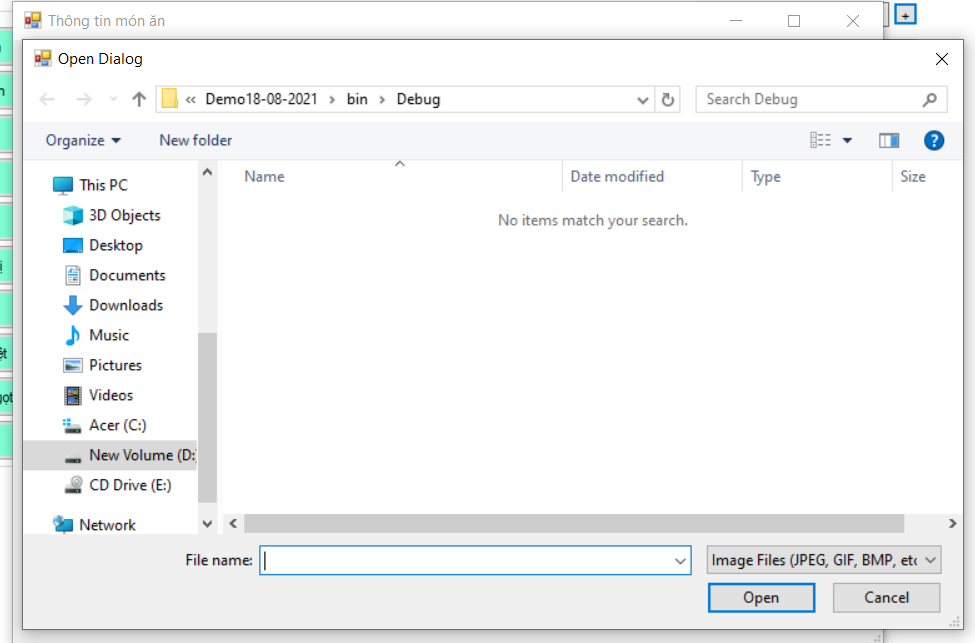 Thông tin món ăn
+
Open Dialog
« Demo18-08-2021 › bin › Debug
Search Debug
Organize
New folder
?
Name
Date modified
Type
Size
No items match your search.
This PC
3D Objects
Desktop
Documents
Downloads
Music
Pictures
Videos
Acer (C:)
New Volume (D:
CD Drive (E:)
Network
File name:
Image Files (JPEG, GIF, BMP, etc
Open
Cancel